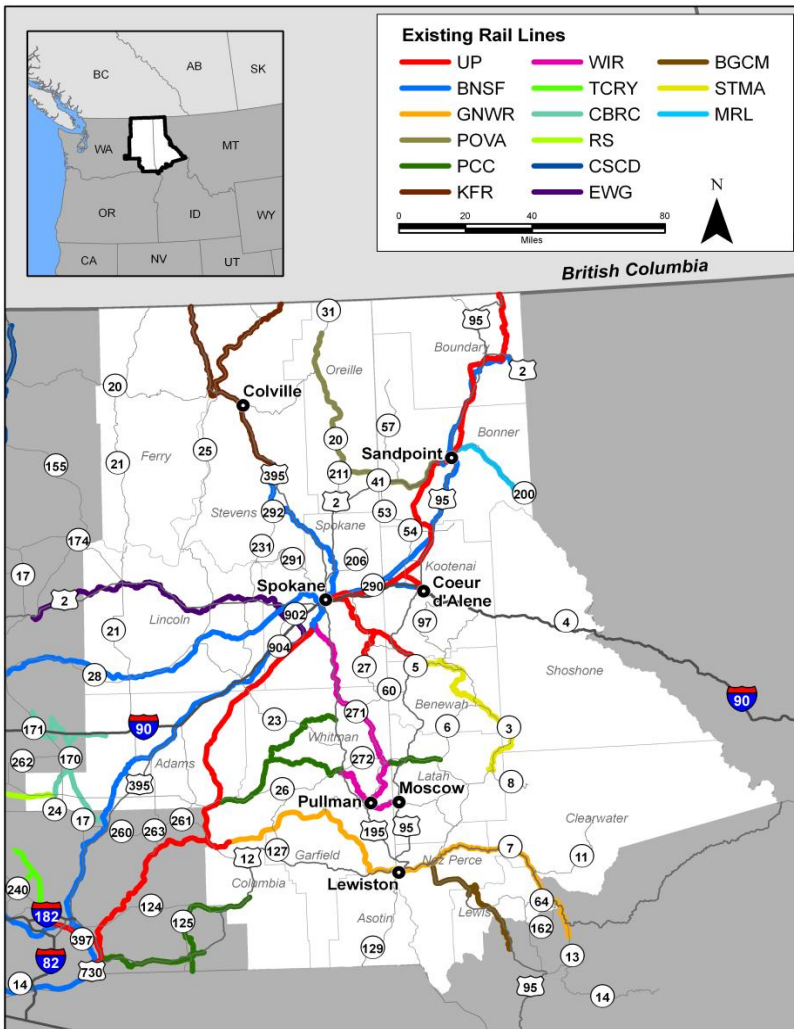 BC
AB
SK
WA
MT
OR
ID
WY
CA
NV
UT
Existing Rail Lines
UP
BNSF
GNWR
POVA
PCC
KFR
WIR
TCRY
CBRC
RS
CSCD
EWG
BGCM
STMA
MRL
N
0 20 40 80
Miles
British Columbia
31
95
Boundary
2
Oreille
20
Colville
57
Bonner
20
Sandpoint
155
21
Ferry
25
395
211
41
95
200
2
53
Stevens
292
Spokane
54
174
231
291
206
Kootenai
17
Spokane
290
Coeur
d'Alene
2
Lincoln
902
97
4
21
904
27
5
Shoshone
28
60
Benewah
90
171
90
23
271
6
3
Whitman
262
170
Adams
272
Latah
395
26
8
24
Pullman
Moscow
17
260
263
261
195
95
Clearwater
12
127
Garfield
Nez Perce
7
11
240
Columbia
Lewiston
182
124
Lewis
64
397
125
Asotin
162
82
730
129
13
14
95
14